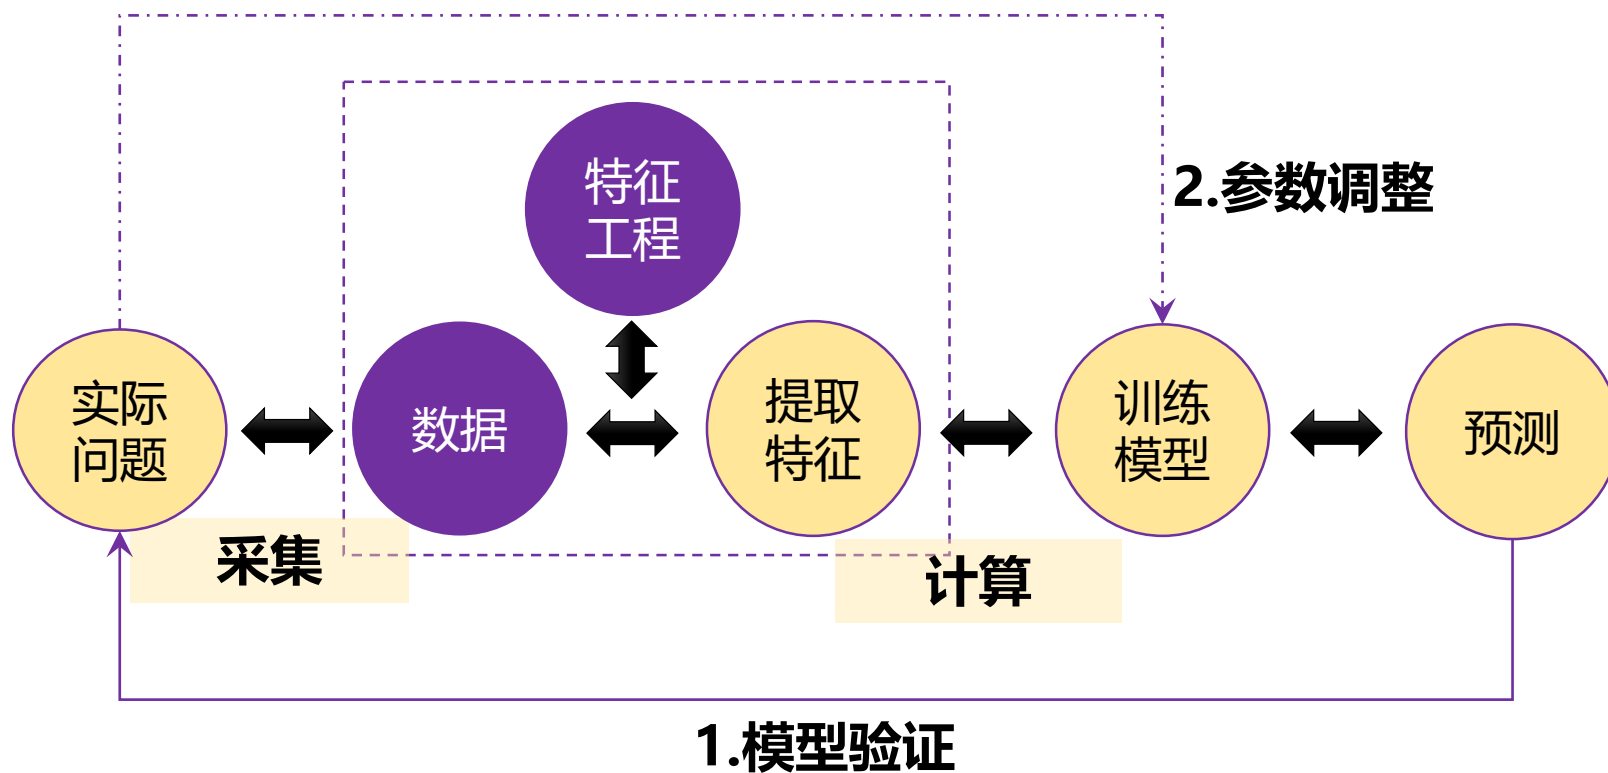 特征
工程
2.参数调整
实际
问题
数据
提取
特征
训练
模型
预测
采集
计算
1.模型验证